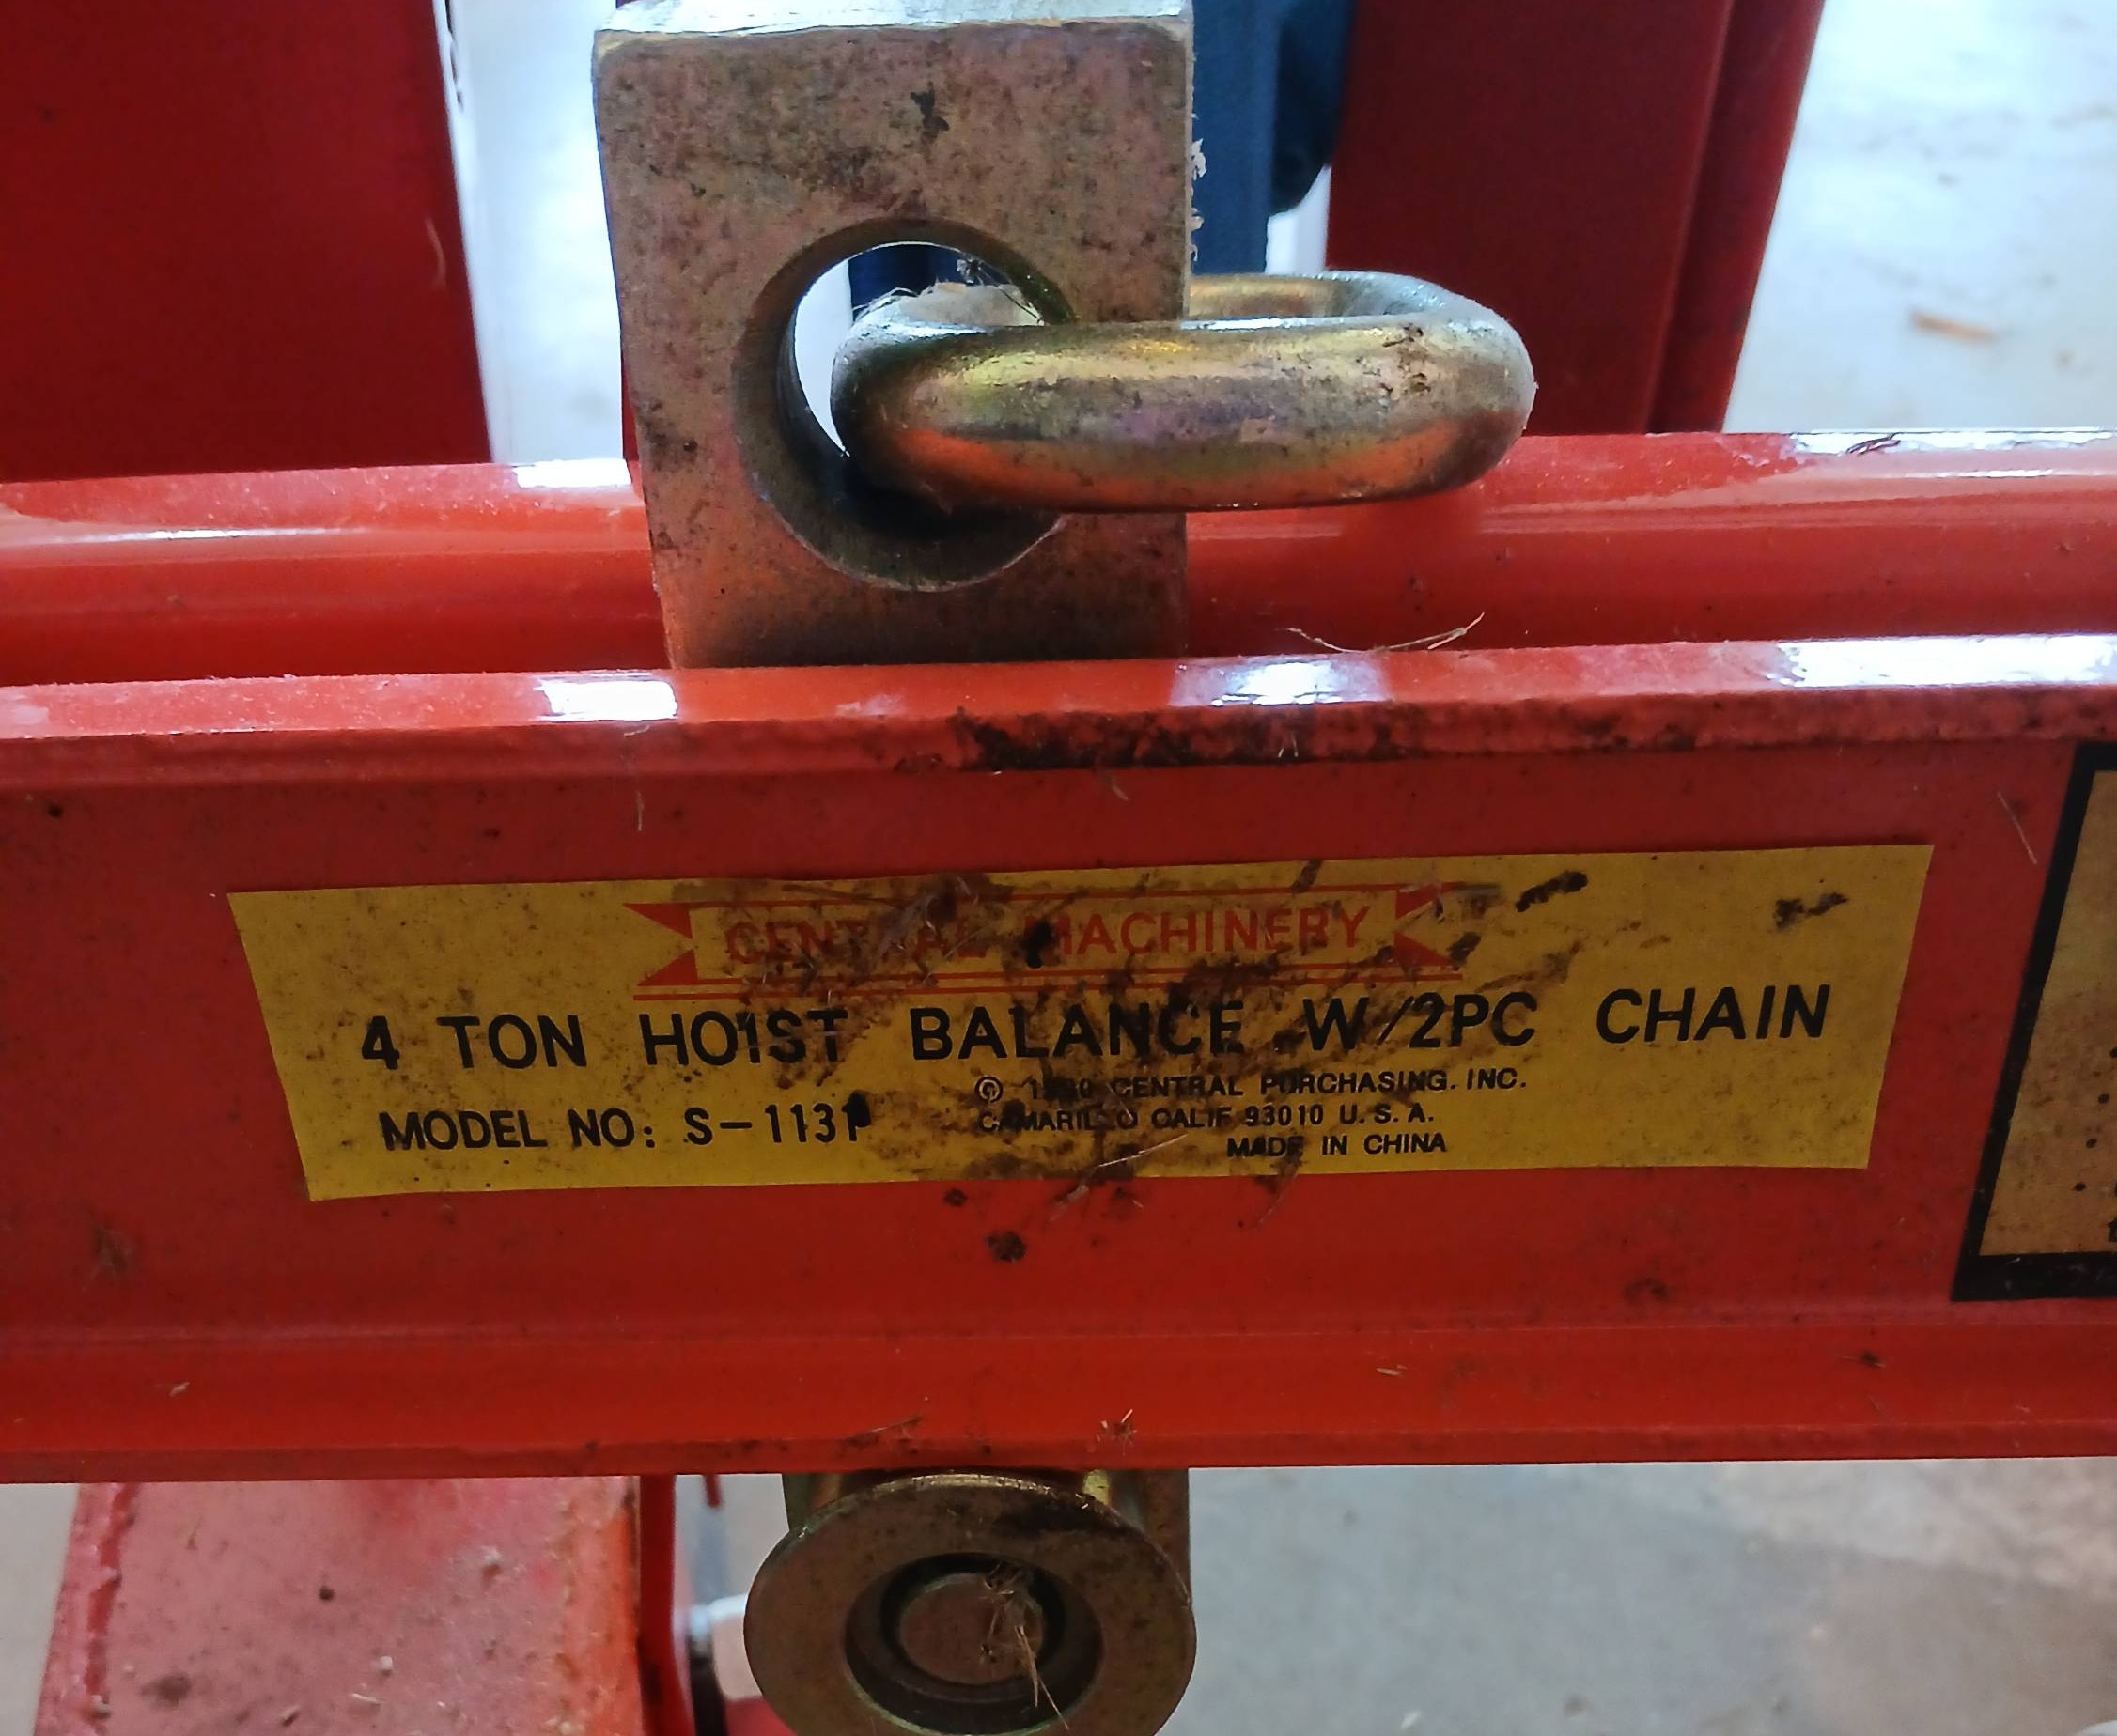 CENTRAL MACHINERY
4 TON HOIST BALANCE W/2PC CHAIN
© CENTRAL PURCHASING. INC.
MODEL NO: S-1131
CAMARILLO CALIF 93010 U.S.A.
MADE IN CHINA